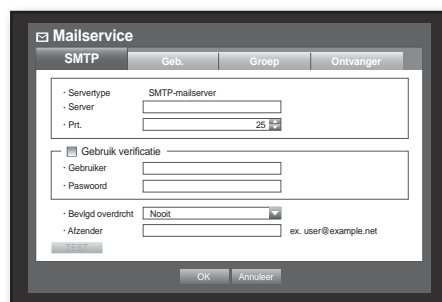 Mailservice
SMTP Geb. Groep Ontvanger
· Servertype SMTP-mailserver
· Server
· Prt. 25
Gebruik verificatie
· Gebruiker
· Paswoord
· Bevlgd overdrcht Nooit
· Afzender ex. user@example.net
TEST
OK Annuleer